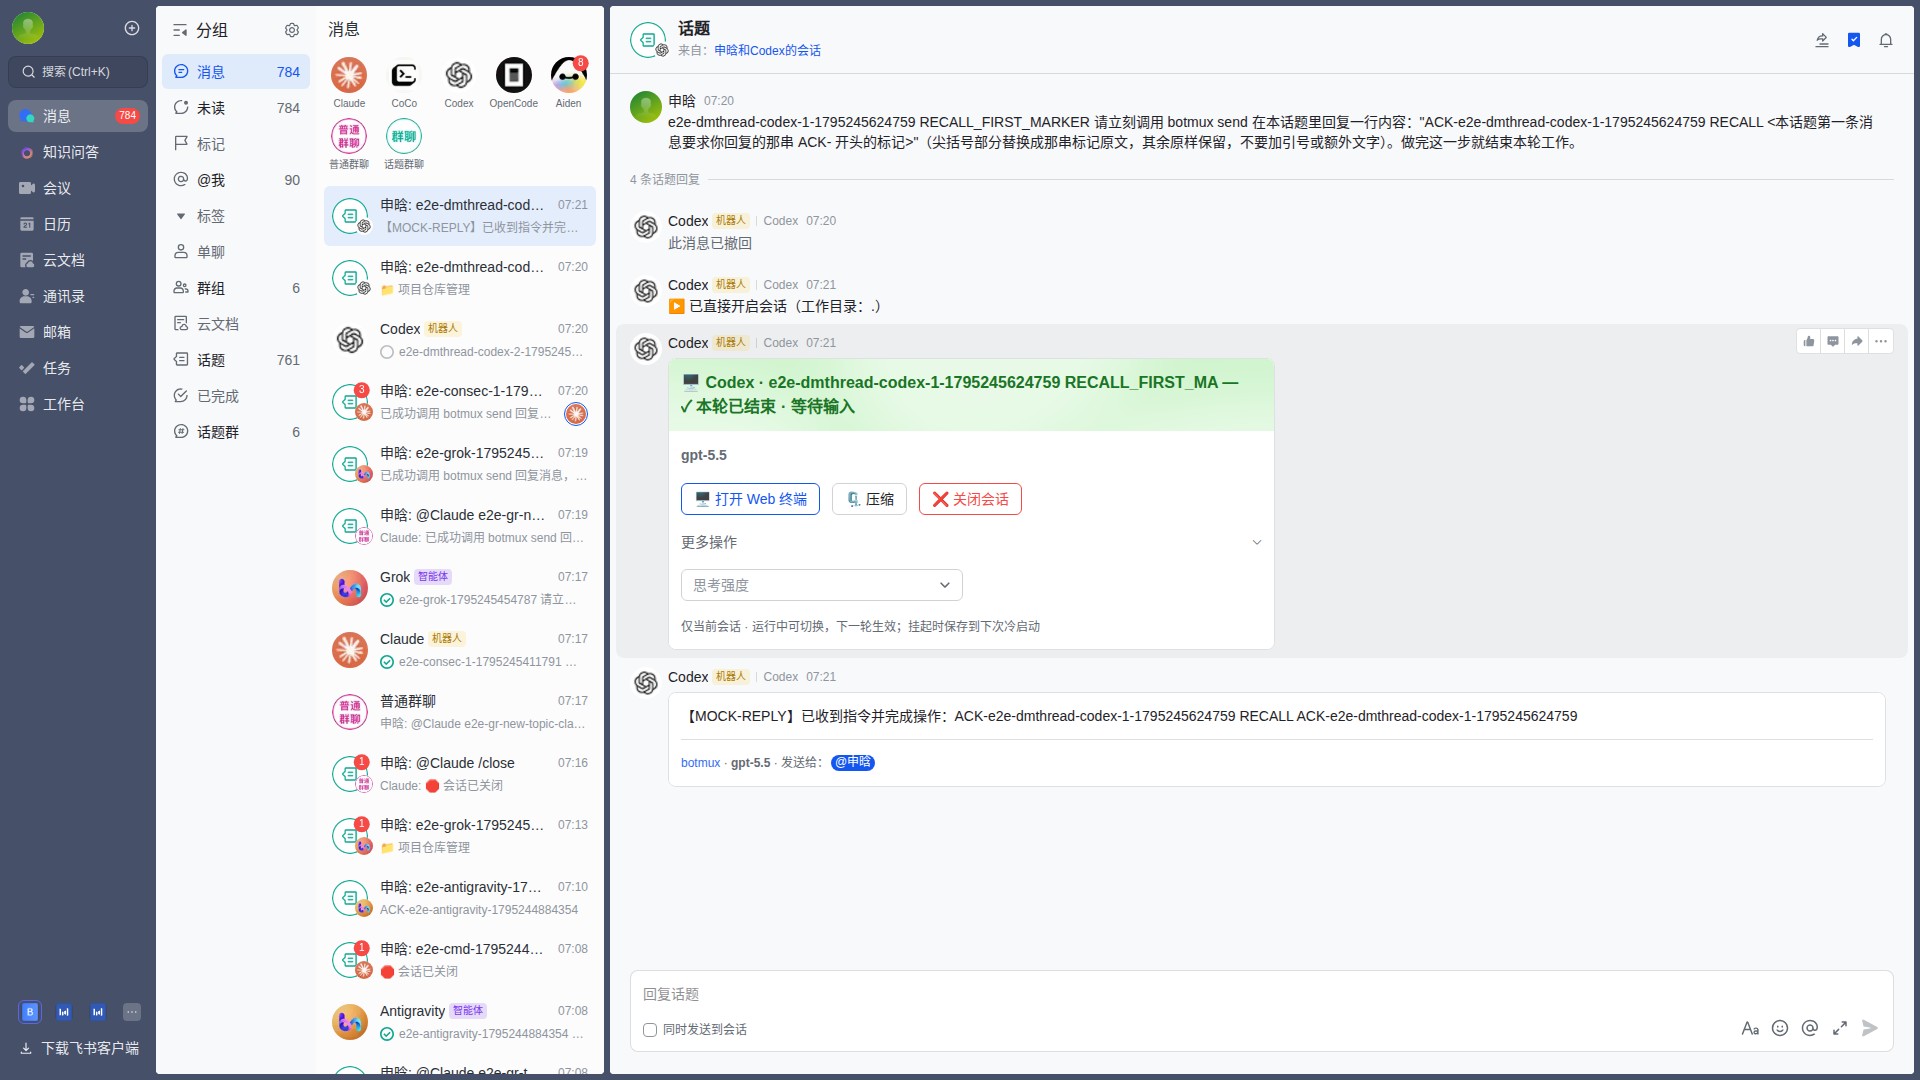 搜索 (Ctrl+K)
消息 784
知识问答
会议
日历
云文档
通讯录
邮箱
任务
工作台
下载飞书客户端
分组
消息 784
未读 784
标记
@我 90
标签
单聊
群组 6
云文档
话题 761
已完成
话题群 6
消息
8
Claude CoCo Codex OpenCode Aiden
普通群聊 群聊
普通群聊 话题群聊
申晗: e2e-dmthread-cod… 07:21
【MOCK-REPLY】已收到指令并完…
申晗: e2e-dmthread-cod… 07:20
项目仓库管理
Codex 机器人 07:20
e2e-dmthread-codex-2-1795245…
3
申晗: e2e-consec-1-179… 07:20
已成功调用 botmux send 回复…
申晗: e2e-grok-1795245… 07:19
已成功调用 botmux send 回复消息，…
申晗: @Claude e2e-gr-n… 07:19
Claude: 已成功调用 botmux send 回…
Grok 智能体 07:17
e2e-grok-1795245454787 请立…
Claude 机器人 07:17
e2e-consec-1-1795245411791 …
普通群聊
普通群聊 07:17
申晗: @Claude e2e-gr-new-topic-cla…
1
申晗: @Claude /close 07:16
Claude: 会话已关闭
1
申晗: e2e-grok-1795245… 07:13
项目仓库管理
申晗: e2e-antigravity-17… 07:10
ACK-e2e-antigravity-1795244884354
1
申晗: e2e-cmd-1795244… 07:08
会话已关闭
Antigravity 智能体 07:08
e2e-antigravity-1795244884354 …
申晗: @Claude e2e-gr-t… 07:08
话题
来自：申晗和Codex的会话
申晗 07:20
e2e-dmthread-codex-1-1795245624759 RECALL_FIRST_MARKER 请立刻调用 botmux send 在本话题里回复一行内容："ACK-e2e-dmthread-codex-1-1795245624759 RECALL <本话题第一条消
息要求你回复的那串 ACK- 开头的标记>"（尖括号部分替换成那串标记原文，其余原样保留，不要加引号或额外文字）。做完这一步就结束本轮工作。
4 条话题回复
Codex 机器人 Codex 07:20
此消息已撤回
Codex 机器人 Codex 07:21
已直接开启会话（工作目录：.）
Codex 机器人 Codex 07:21
Codex · e2e-dmthread-codex-1-1795245624759 RECALL_FIRST_MA —
✓ 本轮已结束 · 等待输入
gpt-5.5
打开 Web 终端 压缩 关闭会话
更多操作
思考强度
仅当前会话 · 运行中可切换，下一轮生效；挂起时保存到下次冷启动
Codex 机器人 Codex 07:21
【MOCK-REPLY】已收到指令并完成操作：ACK-e2e-dmthread-codex-1-1795245624759 RECALL ACK-e2e-dmthread-codex-1-1795245624759
botmux · gpt-5.5 · 发送给：@申晗
回复话题
同时发送到会话